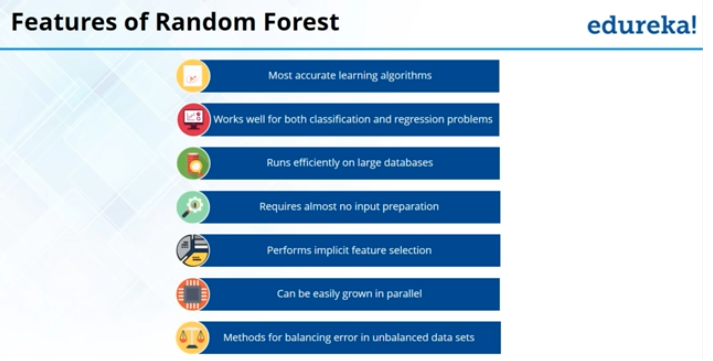 Features of Random Forest
edureka!
Most accurate learning algorithms
Works well for both classification and regression problems
Runs efficiently on large databases
Requires almost no input preparation
Performs implicit feature selection
Can be easily grown in parallel
Methods for balancing error in unbalanced data sets